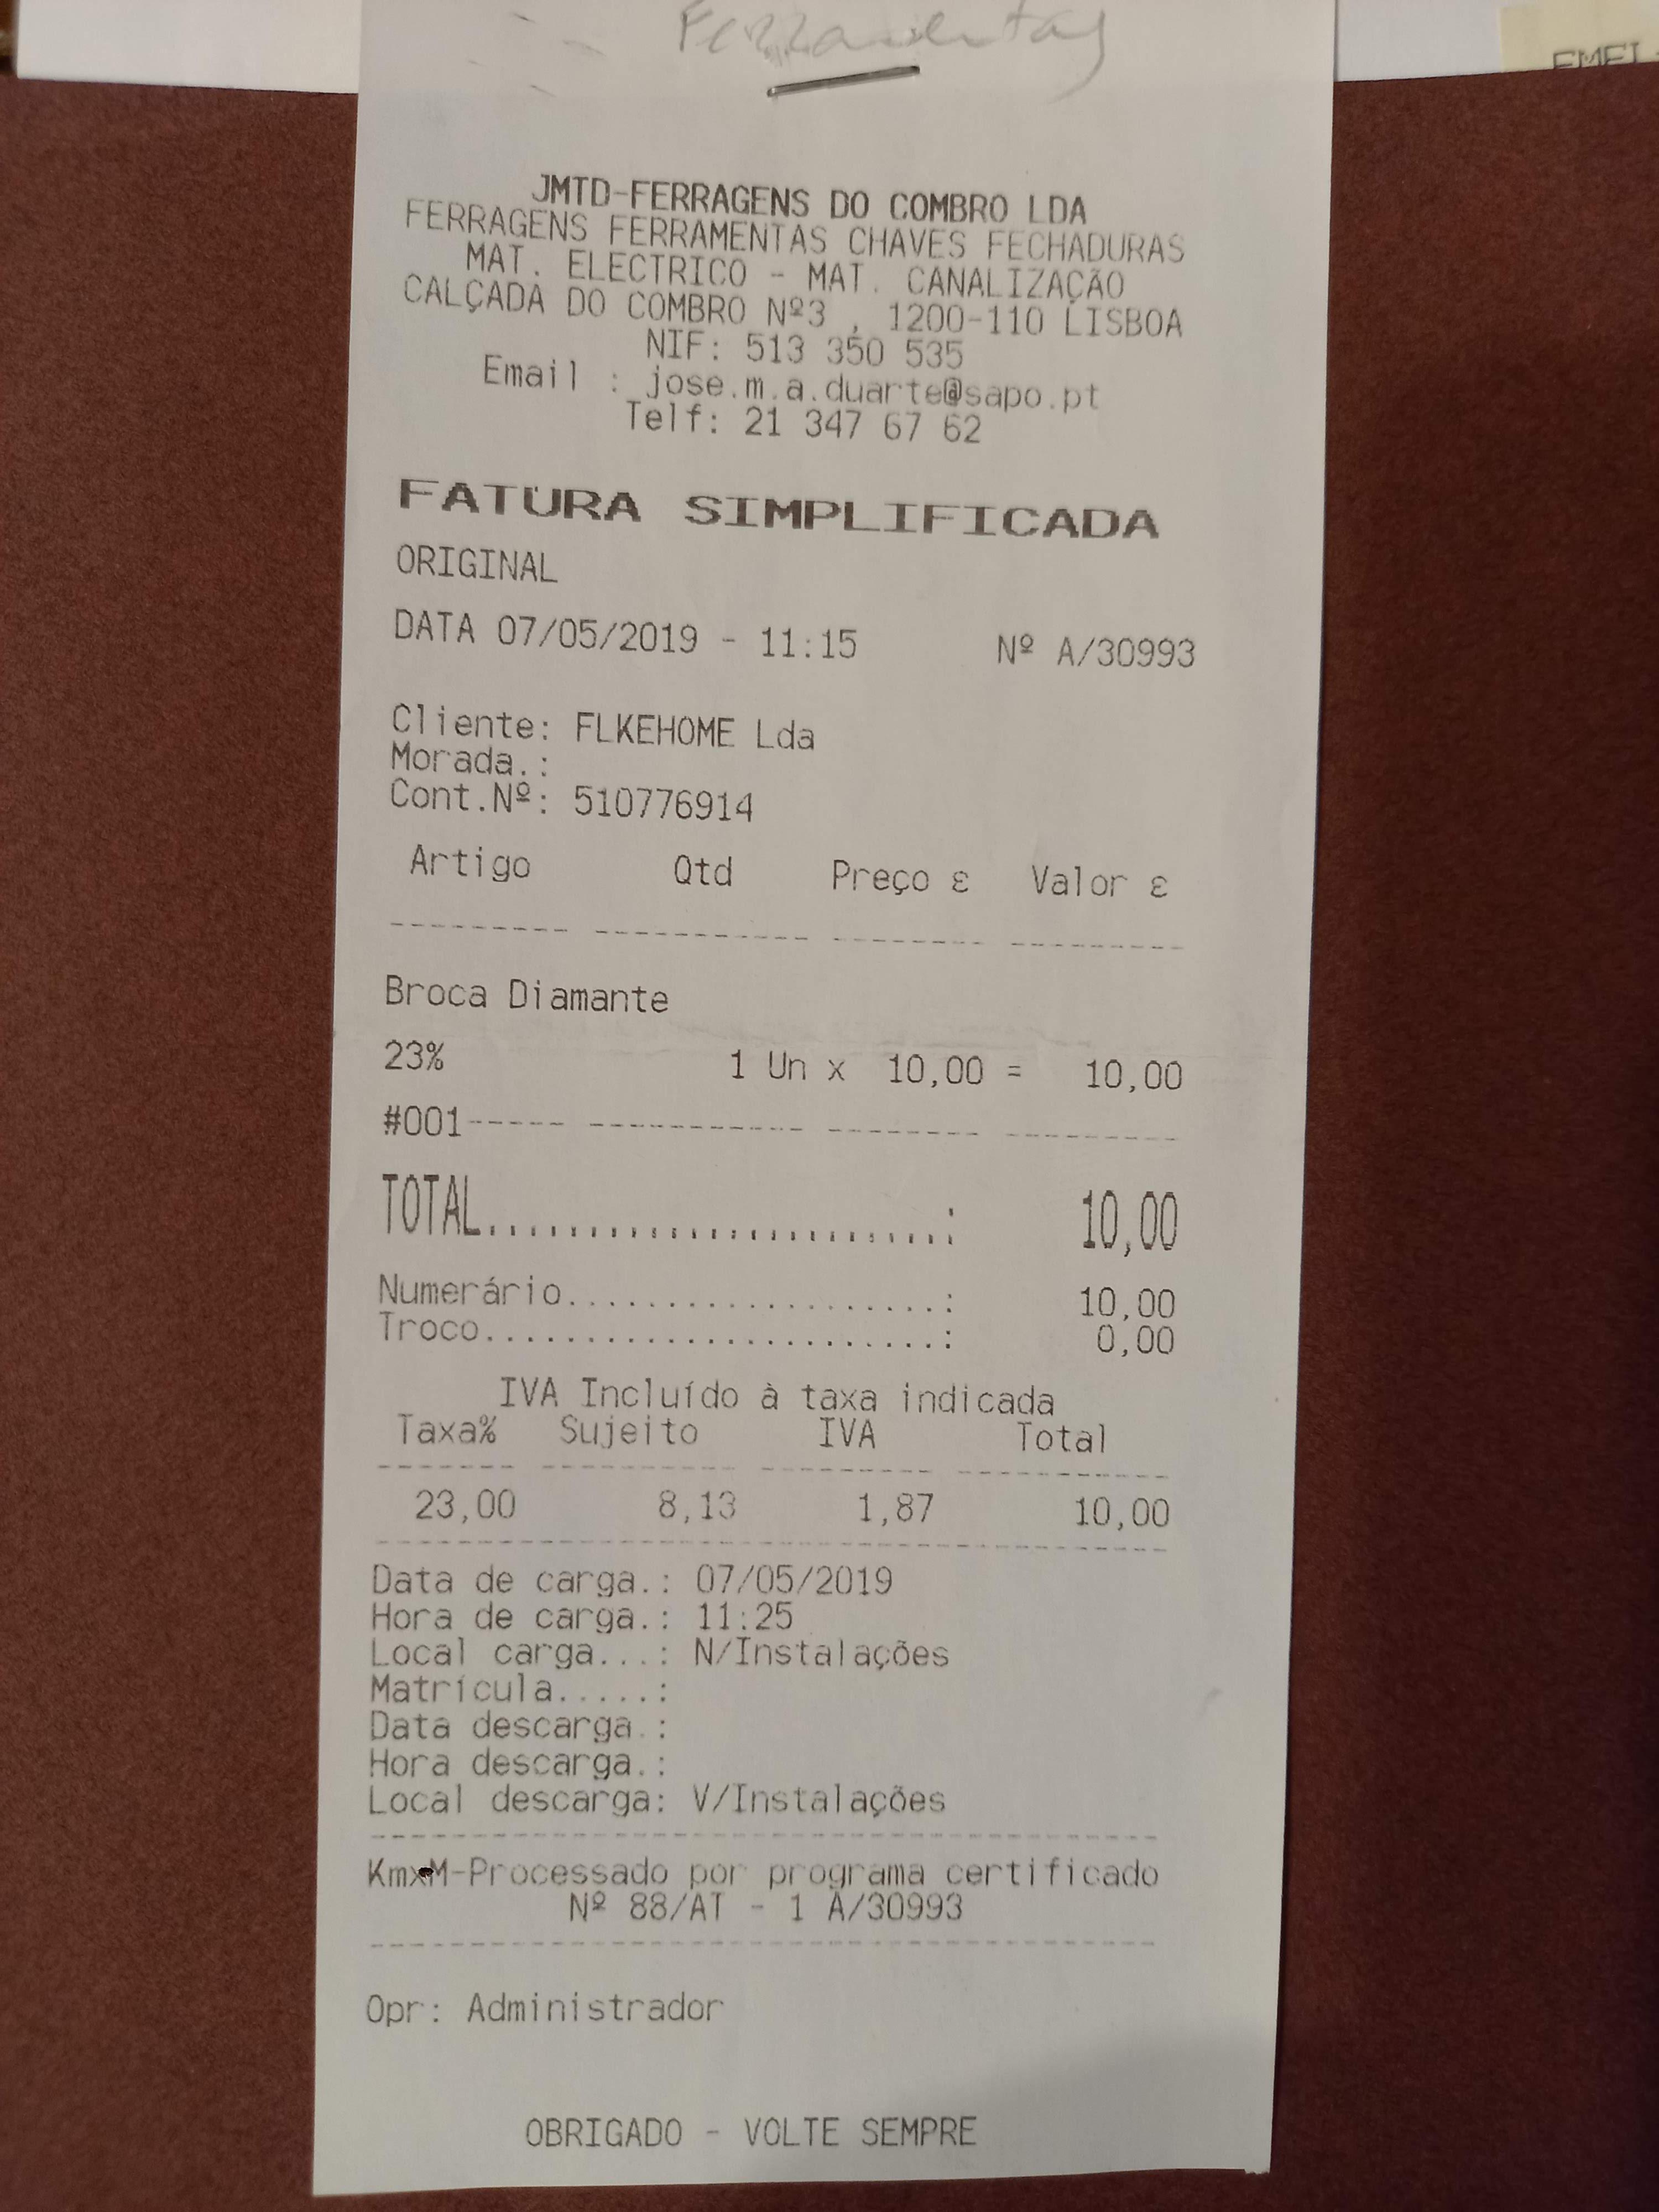 Ferramentas
EMEL
JMTD-FERRAGENS DO COMBRO LDA
FERRAGENS FERRAMENTAS CHAVES FECHADURAS
MAT. ELECTRICO - MAT. CANALIZAÇÃO
CALÇADA DO COMBRO Nº3 , 1200-110 LISBOA
NIF: 513 350 535
Email : jose.m.a.duarte@sapo.pt
Telf: 21 347 67 62
FATURA SIMPLIFICADA
ORIGINAL
DATA 07/05/2019 - 11:15 Nº A/30993
Cliente: FLKEHOME Lda
Morada.:
Cont.Nº: 510776914
Artigo Qtd Preço ε Valor ε
Broca Diamante
23% 1 Un x 10,00 = 10,00
#001----- ------------ -------- ----------
TOTAL.........................: 10,00
Numerário.....................: 10,00
Troco.........................: 0,00
IVA Incluído à taxa indicada
Taxa% Sujeito IVA Total
23,00 8,13 1,87 10,00
Data de carga.: 07/05/2019
Hora de carga.: 11:25
Local carga...: N/Instalações
Matrícula.....:
Data descarga.:
Hora descarga.:
Local descarga: V/Instalações
KmxM-Processado por programa certificado
Nº 88/AT - 1 A/30993
Opr: Administrador
OBRIGADO - VOLTE SEMPRE